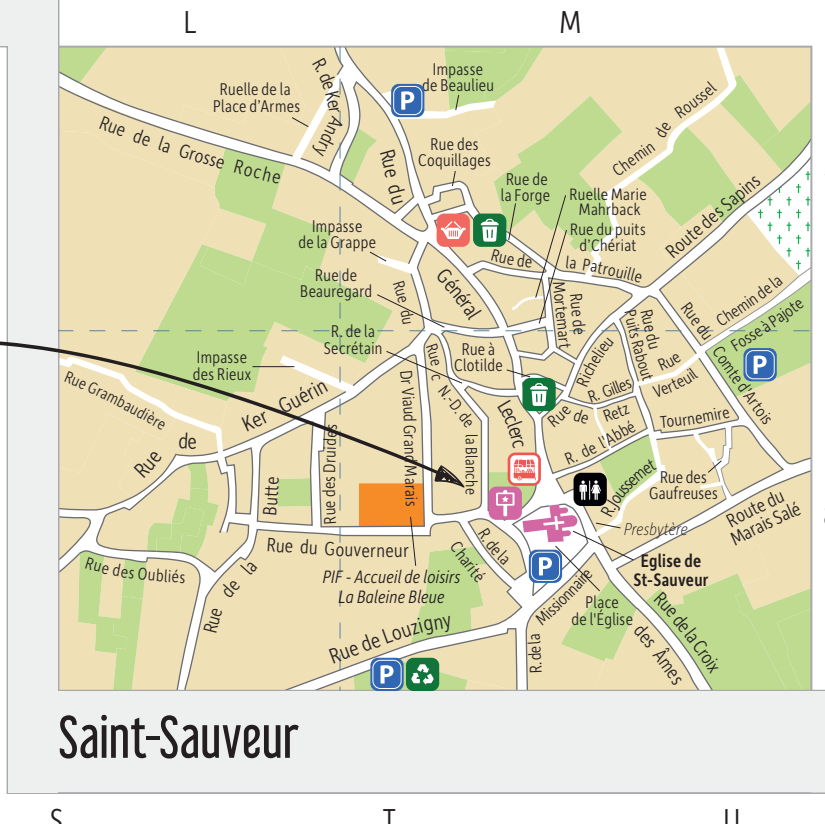 L
M
R. de Ker Andry
Impasse
de Beaulieu
Ruelle de la
Place d'Armes
P
Chemin de Roussel
Rue de la Grosse Roche
Rue du
Rue des
Coquillages
Rue de
la Forge
Ruelle Marie
Mahrback
Rue du puits
d'Chériat
Route des Sapins
Impasse
de la Grappe
Rue de
la Patrouille
Rue de
Beauregard
Général
Rue du
Rue de
Mortemart
Rue du
Puits Rabout
Rue du
Comte d'Artois
Chemin de la
Fosse à Pajote
R. de la
Secrétain
Impasse
des Rieux
Rue à
Clotilde
Richelieu
Rue
Verteuil
P
Rue Grambaudière
Rue de
Ker Guérin
Dr Viaud Grand Marais
N.-D. de
la Blanche
Leclerc
R. Gilles
Rue de
Retz
Tournemire
R. de l'Abbé
Rue des Druides
Butte
R. Joussemet
Rue des
Gaufreuses
Presbytère
Route du
Marais Salé
Rue du Gouverneur
R. de la
Charité
Rue des Oubliés
Rue de la
PIF - Accueil de loisirs
La Baleine Bleue
P
Eglise de
St-Sauveur
Missionnaire
Place
de l'Église
Rue de la Croix
des Âmes
Rue de Louzigny
R. de la
P
Saint-Sauveur
S
T
U